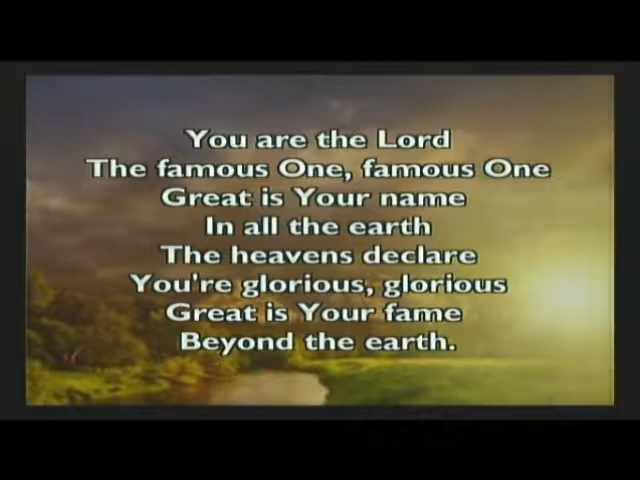 You are the Lord
The famous One, famous One
Great is Your name
In all the earth
The heavens declare
You're glorious, glorious
Great is Your fame
Beyond the earth.